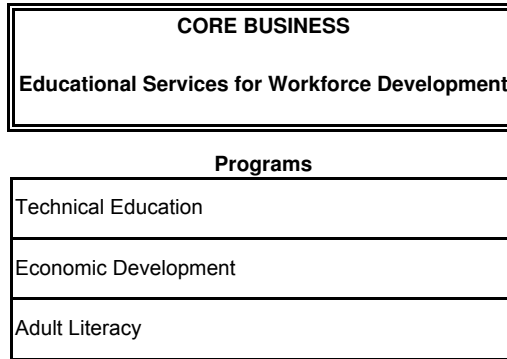 CORE BUSINESS
Educational Services for Workforce Development
Programs
Technical Education
Economic Development
Adult Literacy